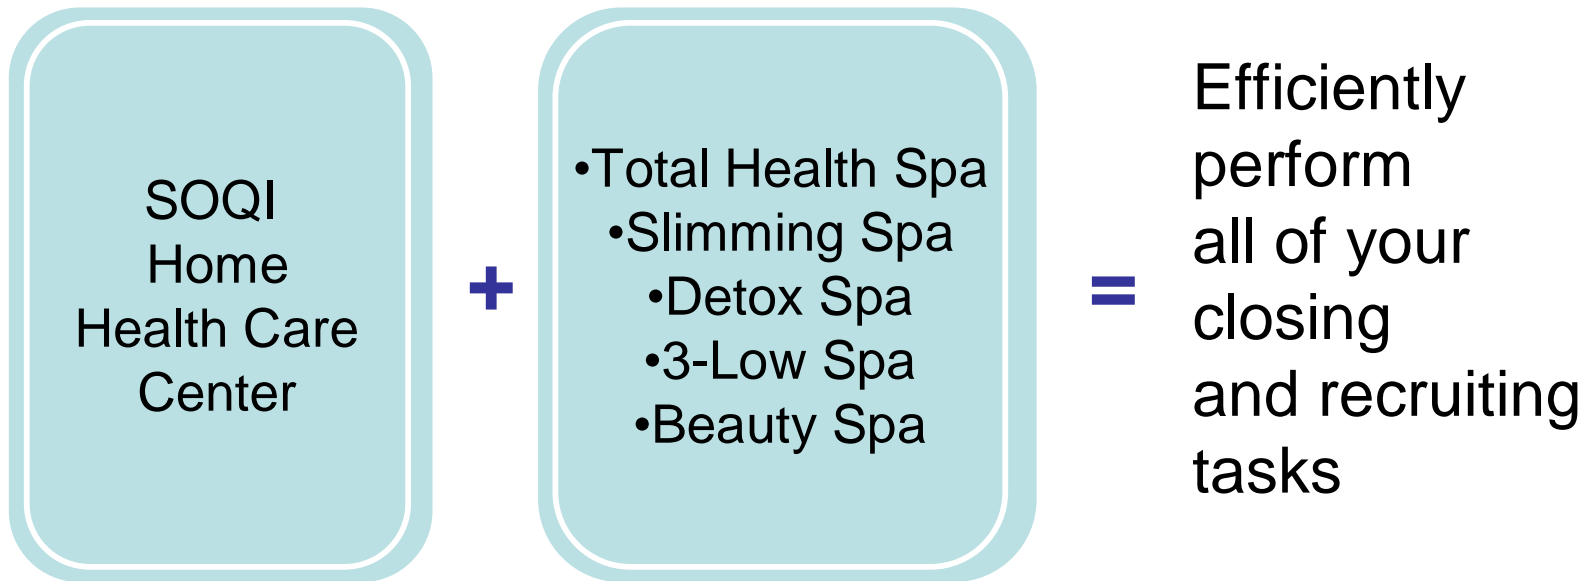 SOQI
Home
Health Care
Center
+
•Total Health Spa
•Slimming Spa
•Detox Spa
•3-Low Spa
•Beauty Spa
=
Efficiently
perform
all of your
closing
and recruiting
tasks